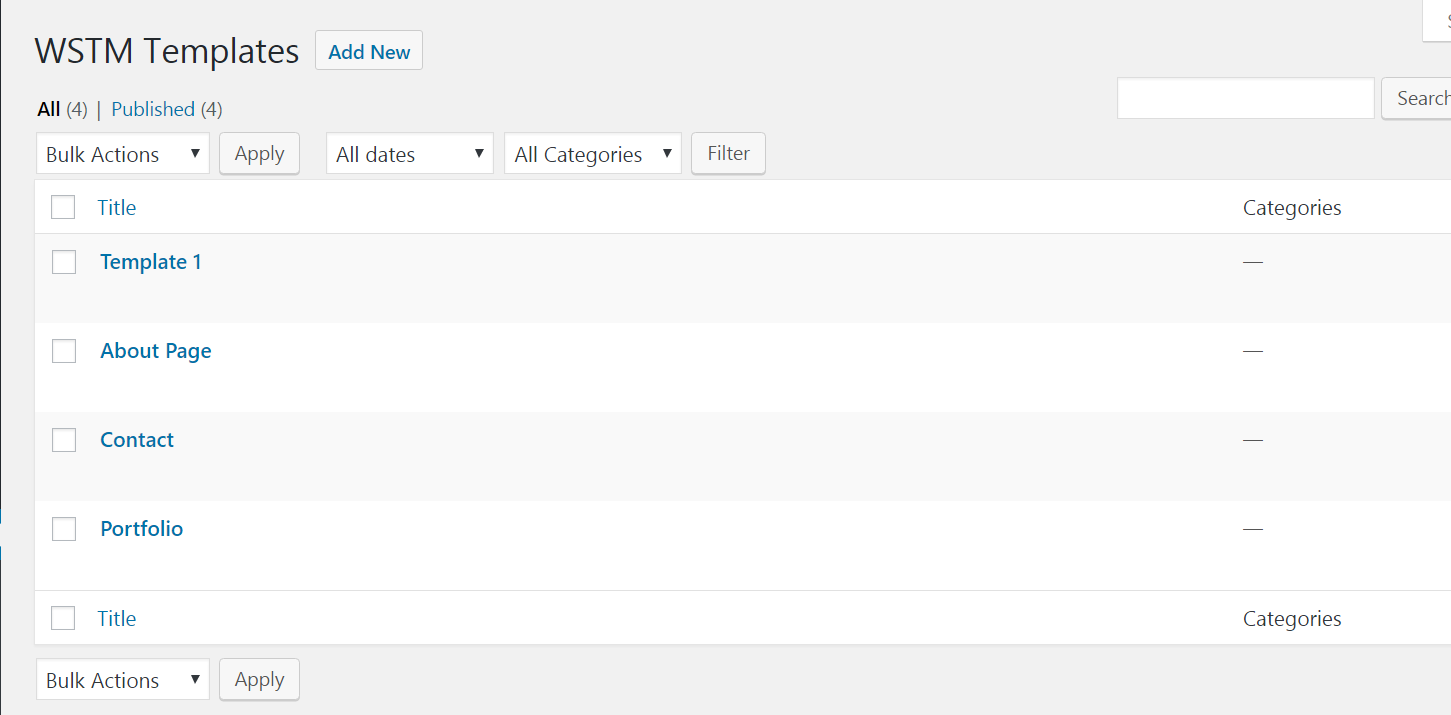 WSTM Templates Add New
All (4) | Published (4)
Search
Bulk Actions Apply All dates All Categories Filter
Title Categories
Template 1 —
About Page —
Contact —
Portfolio —
Title Categories
Bulk Actions Apply